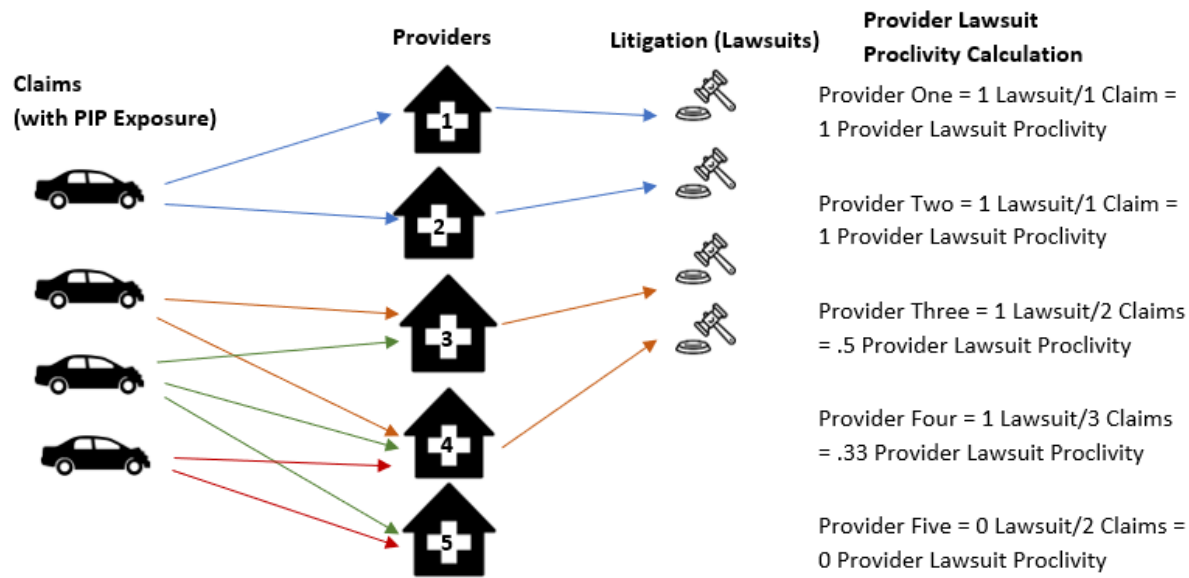 Claims
(with PIP Exposure)
Providers
1
2
3
4
5
Litigation (Lawsuits)
Provider Lawsuit
Proclivity Calculation
Provider One = 1 Lawsuit/1 Claim =
1 Provider Lawsuit Proclivity
Provider Two = 1 Lawsuit/1 Claim =
1 Provider Lawsuit Proclivity
Provider Three = 1 Lawsuit/2 Claims
= .5 Provider Lawsuit Proclivity
Provider Four = 1 Lawsuit/3 Claims
= .33 Provider Lawsuit Proclivity
Provider Five = 0 Lawsuit/2 Claims =
0 Provider Lawsuit Proclivity